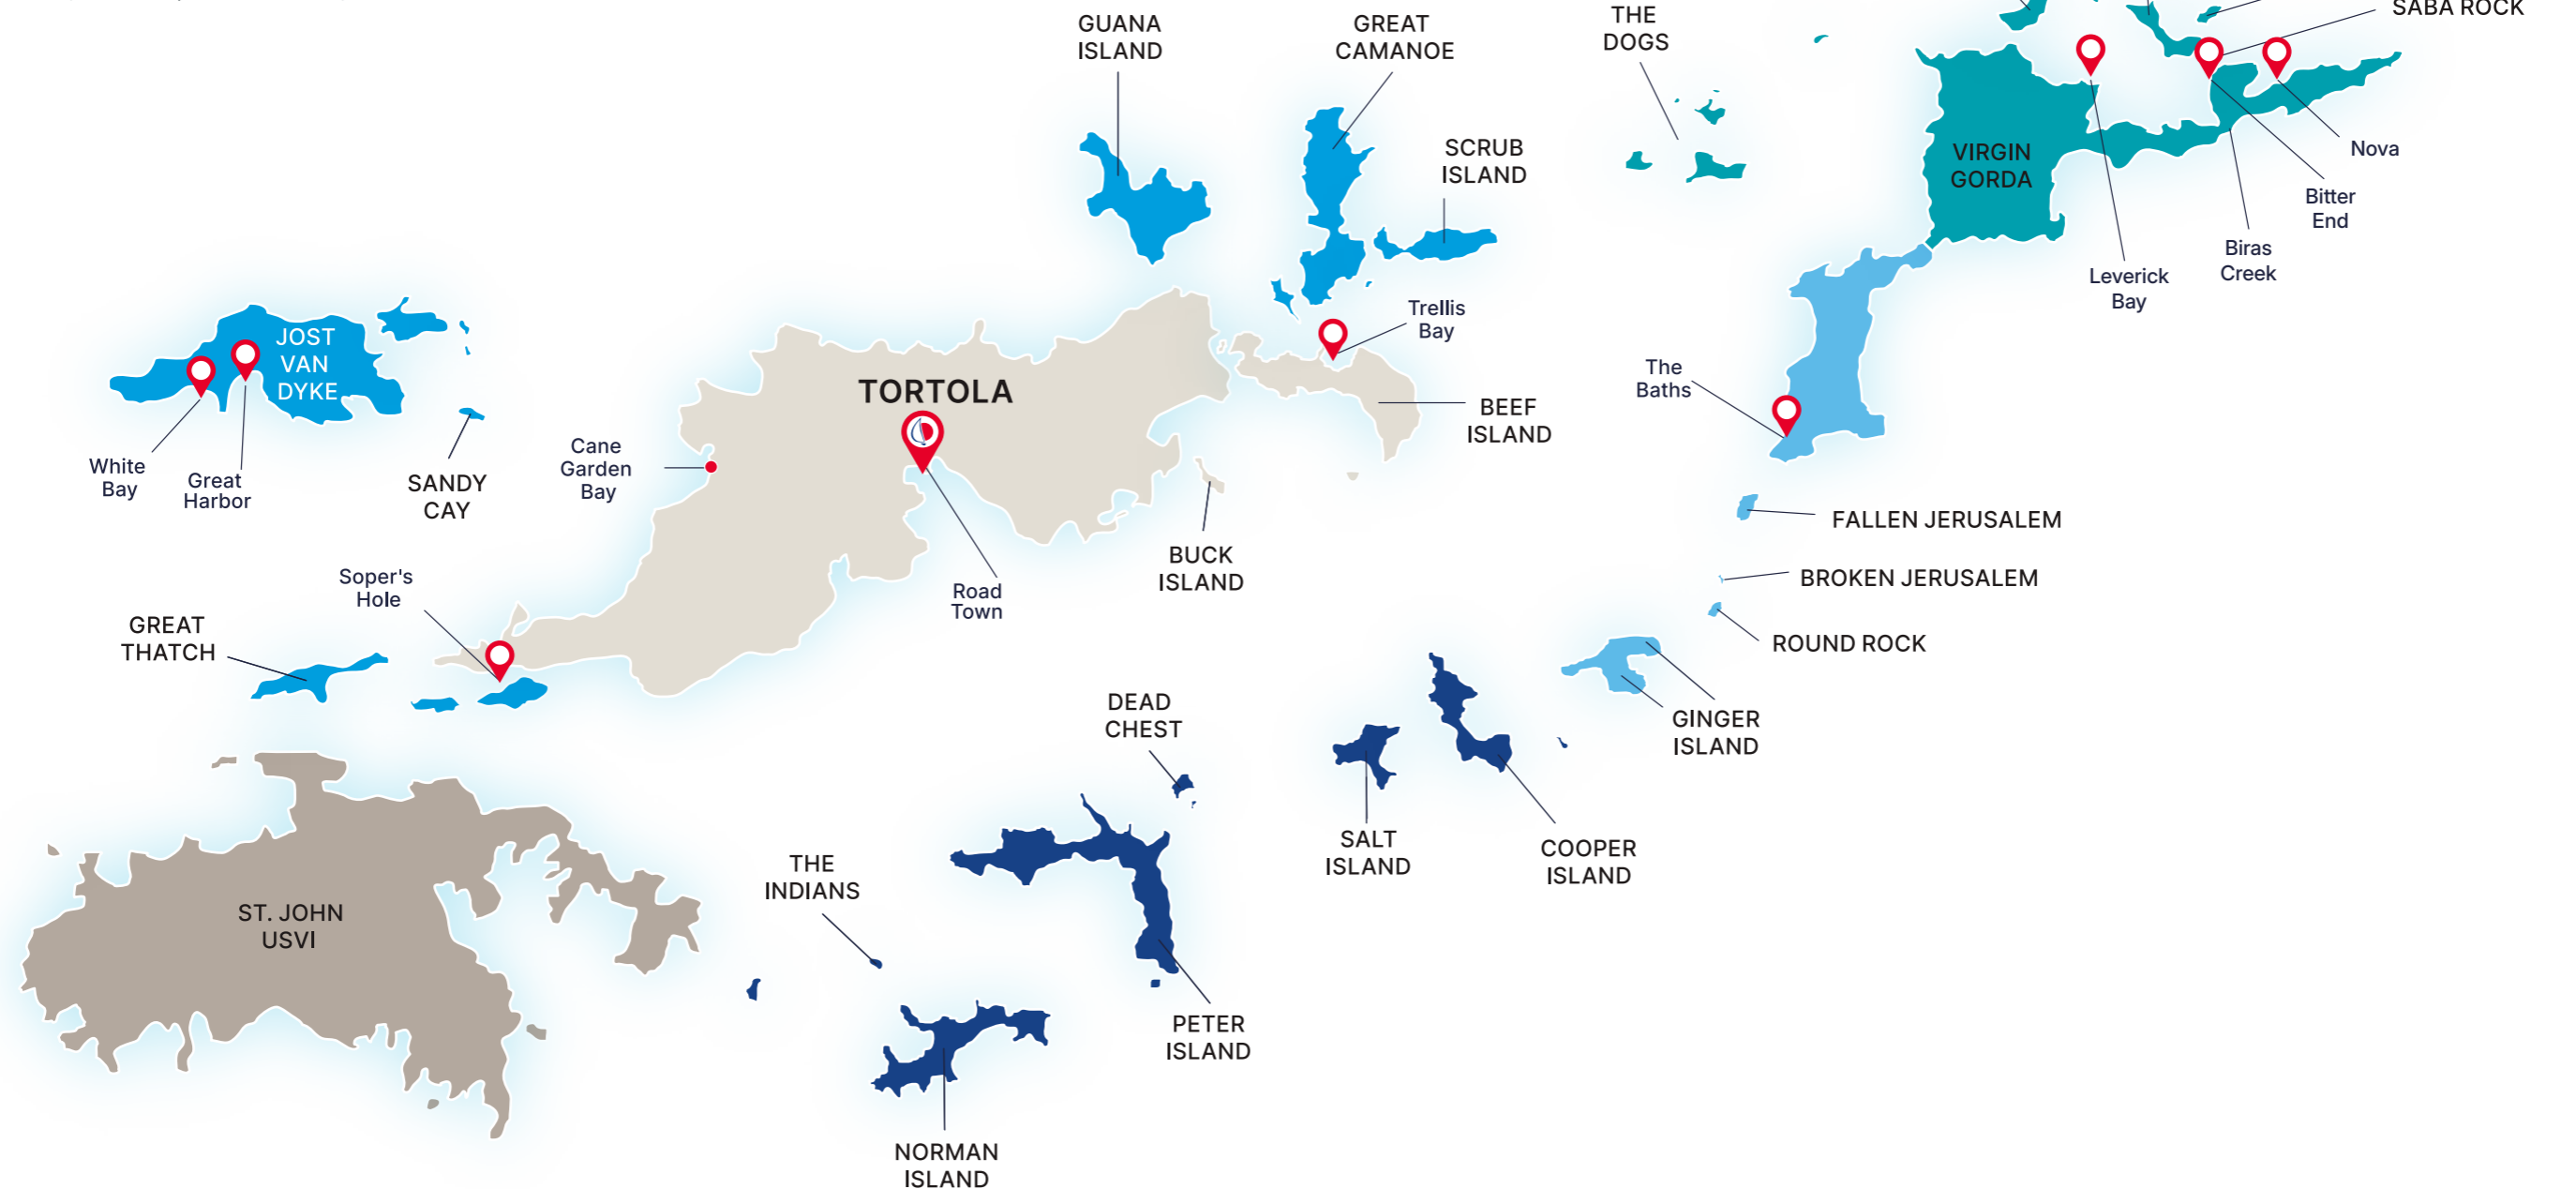 GUANA
ISLAND
GREAT
CAMANOE
THE
DOGS
SABA ROCK
SCRUB
ISLAND
VIRGIN
GORDA
Nova
Bitter
End
Biras
Creek
Leverick
Bay
Trellis
Bay
JOST
VAN
DYKE
The
Baths
TORTOLA
BEEF
ISLAND
White
Bay
Great
Harbor
SANDY
CAY
Cane
Garden
Bay
FALLEN JERUSALEM
BUCK
ISLAND
BROKEN JERUSALEM
Soper's
Hole
Road
Town
GREAT
THATCH
ROUND ROCK
DEAD
CHEST
GINGER
ISLAND
SALT
ISLAND
COOPER
ISLAND
THE
INDIANS
ST. JOHN
USVI
PETER
ISLAND
NORMAN
ISLAND